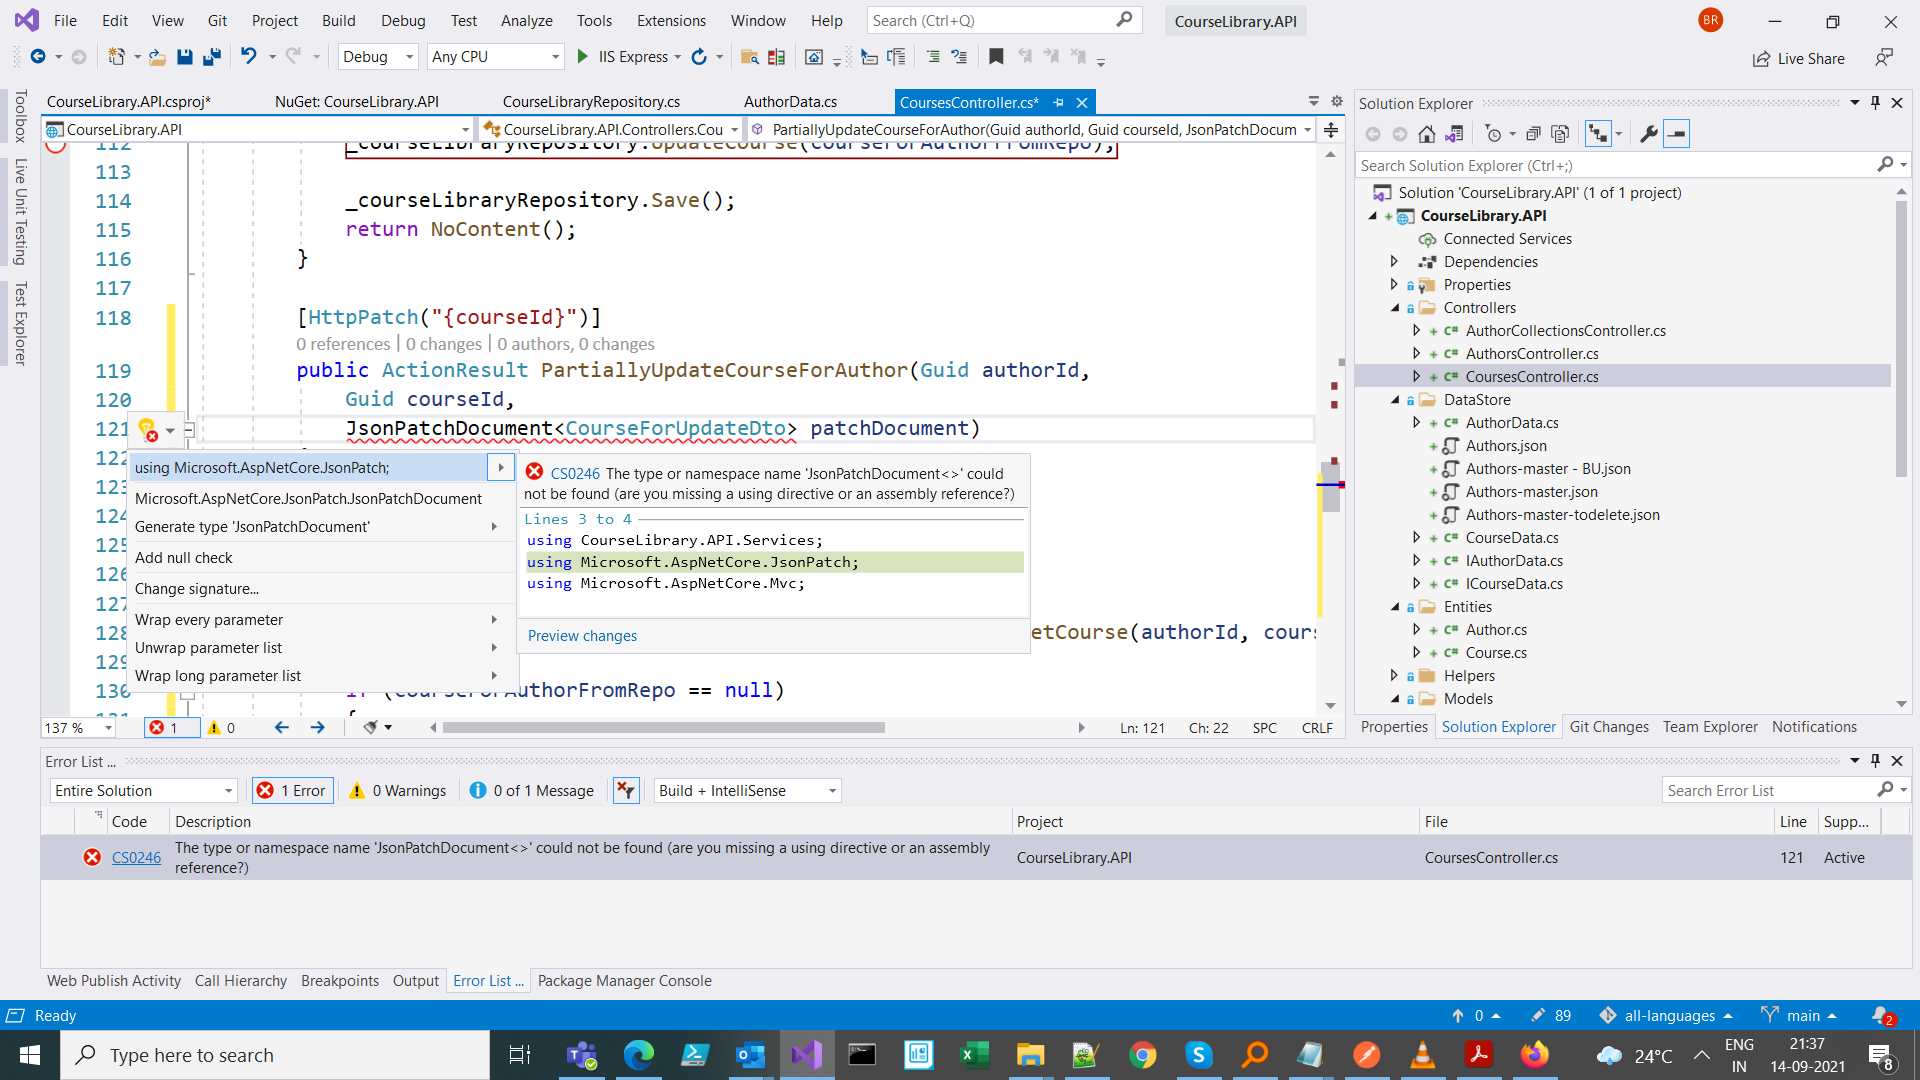 File Edit View Git Project Build Debug Test Analyze Tools Extensions Window Help Search (Ctrl+Q) CourseLibrary.API BR
Debug Any CPU IIS Express Live Share
Toolbox
Live Unit Testing
Test Explorer
CourseLibrary.API.csproj* NuGet: CourseLibrary.API CourseLibraryRepository.cs AuthorData.cs CoursesController.cs*
CourseLibrary.API CourseLibrary.API.Controllers.Cou PartiallyUpdateCourseForAuthor(Guid authorId, Guid courseId, JsonPatchDocum
112 _courseLibraryRepository.UpdateCourse(courseForAuthorFromRepo);
113
114 _courseLibraryRepository.Save();
115 return NoContent();
116 }
117
118 [HttpPatch("{courseId}")]
0 references | 0 changes | 0 authors, 0 changes
119 public ActionResult PartiallyUpdateCourseForAuthor(Guid authorId,
120 Guid courseId,
121 JsonPatchDocument<CourseForUpdateDto> patchDocument)
122
123
124
125
126
127
128 etCourse(authorId, cours
129
130 if (courseForAuthorFromRepo == null)
131 {
using Microsoft.AspNetCore.JsonPatch;
Microsoft.AspNetCore.JsonPatch.JsonPatchDocument
Generate type 'JsonPatchDocument'
Add null check
Change signature...
Wrap every parameter
Unwrap parameter list
Wrap long parameter list
CS0246 The type or namespace name 'JsonPatchDocument<>' could
not be found (are you missing a using directive or an assembly reference?)
Lines 3 to 4
using CourseLibrary.API.Services;
using Microsoft.AspNetCore.JsonPatch;
using Microsoft.AspNetCore.Mvc;
Preview changes
137 % 1 0 Ln: 121 Ch: 22 SPC CRLF
Solution Explorer
Search Solution Explorer (Ctrl+;)
Solution 'CourseLibrary.API' (1 of 1 project)
CourseLibrary.API
Connected Services
Dependencies
Properties
Controllers
C# AuthorCollectionsController.cs
C# AuthorsController.cs
C# CoursesController.cs
DataStore
C# AuthorData.cs
Authors.json
Authors-master - BU.json
Authors-master.json
Authors-master-todelete.json
C# CourseData.cs
C# IAuthorData.cs
C# ICourseData.cs
Entities
C# Author.cs
C# Course.cs
Helpers
Models
Properties Solution Explorer Git Changes Team Explorer Notifications
Error List ...
Entire Solution 1 Error 0 Warnings 0 of 1 Message Build + IntelliSense Search Error List
Code Description Project File Line Supp...
CS0246 The type or namespace name 'JsonPatchDocument<>' could not be found (are you missing a using directive or an assembly
reference?) CourseLibrary.API CoursesController.cs 121 Active
Web Publish Activity Call Hierarchy Breakpoints Output Error List ... Package Manager Console
Ready 0 89 all-languages main 2
Type here to search 24°C ENG IN 21:37 14-09-2021 8